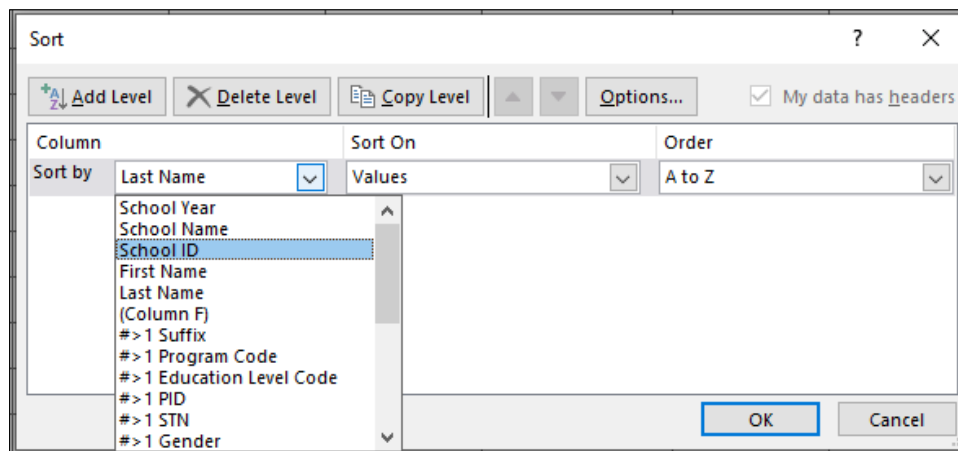 Sort ?
Add Level Delete Level Copy Level Options... My data has headers
Column Sort On Order
Sort by Last Name Values A to Z
School Year
School Name
School ID
First Name
Last Name
(Column F)
#>1 Suffix
#>1 Program Code
#>1 Education Level Code
#>1 PID
#>1 STN
#>1 Gender
OK Cancel